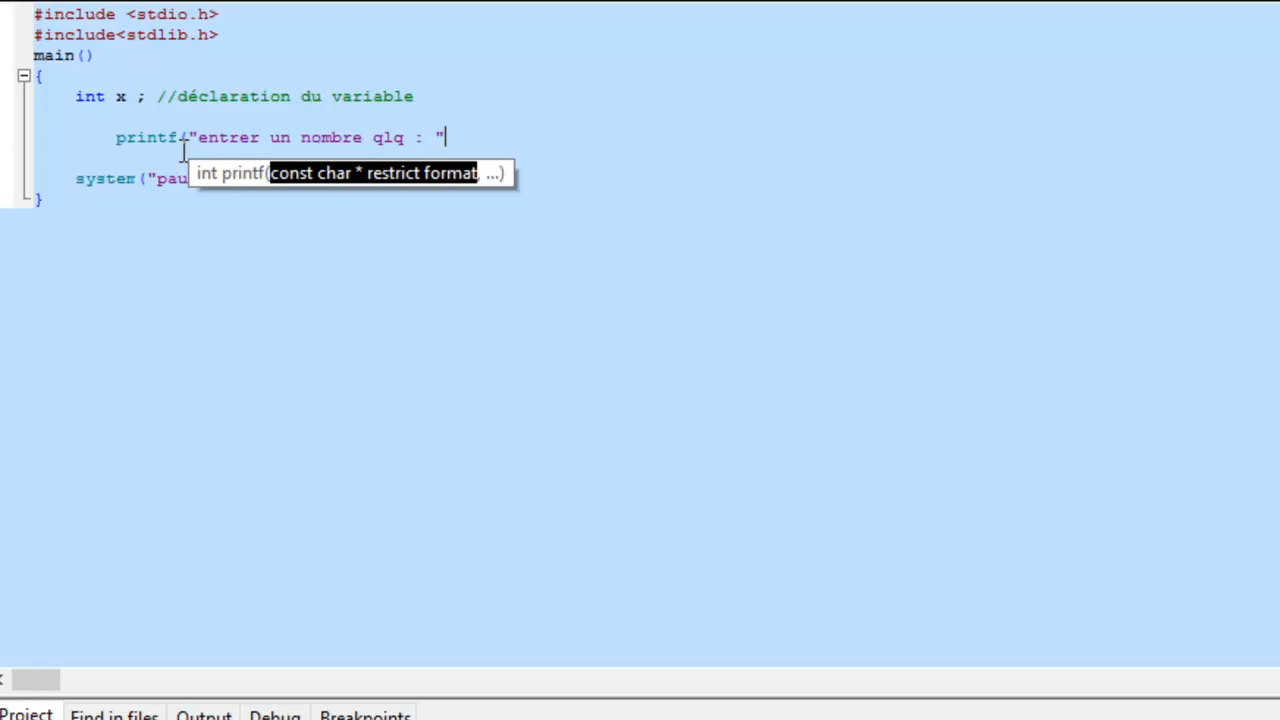 #include <stdio.h>
#include<stdlib.h>
main()
{
int x ; //déclaration du variable
printf("entrer un nombre qlq : "
int printf(const char * restrict format, ...)
system("pau
}
Project Find in files Output Debug Breakpoints